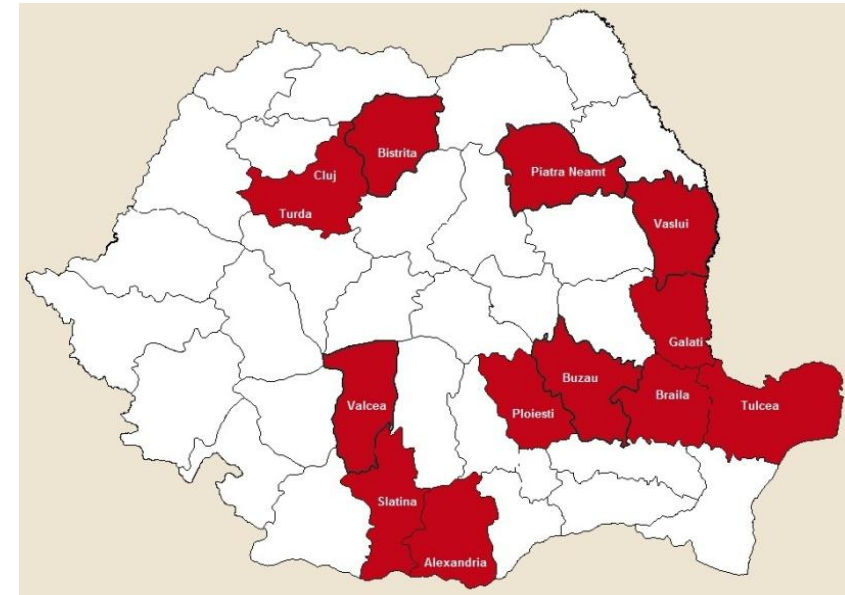 Bistrita
Cluj
Piatra Neamt
Turda
Vaslui
Galati
Buzau
Braila
Valcea
Ploiesti
Tulcea
Slatina
Alexandria